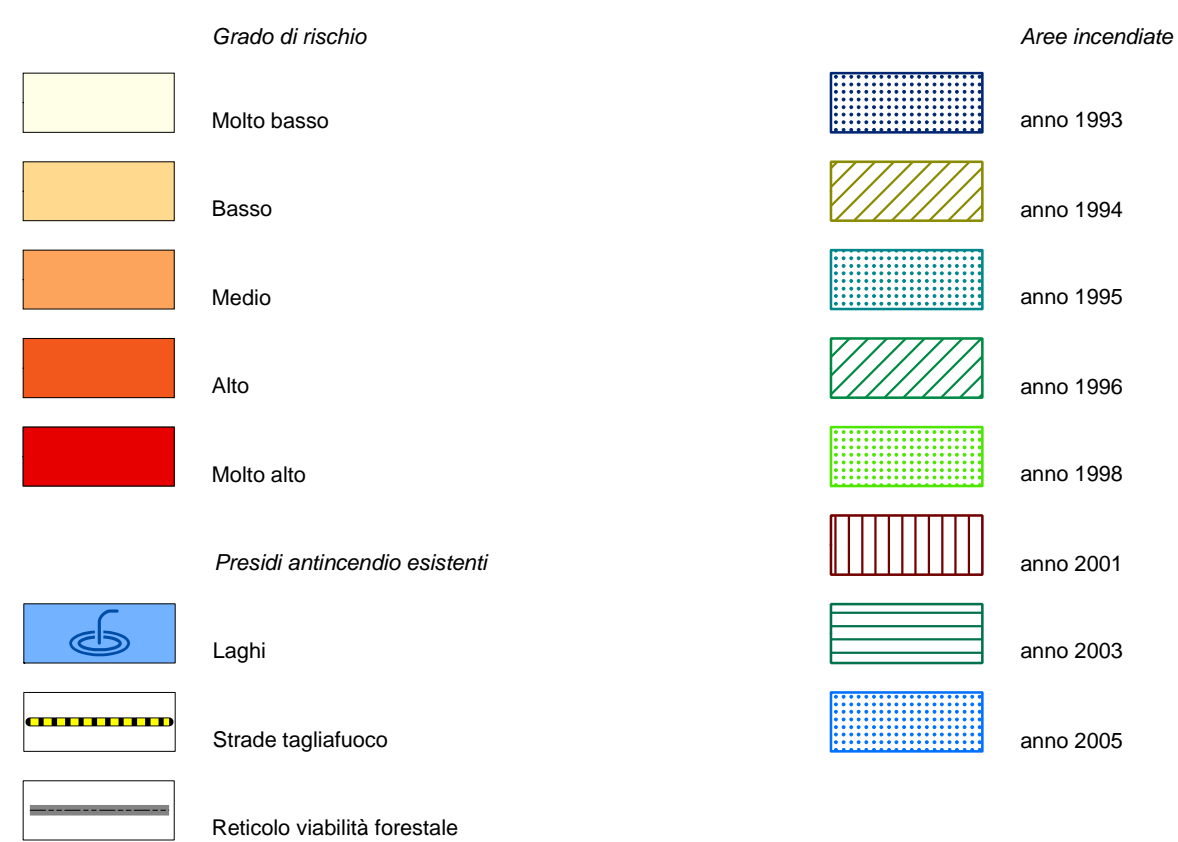 Grado di rischio
Molto basso
Basso
Medio
Alto
Molto alto
Presidi antincendio esistenti
Laghi
Strade tagliafuoco
Reticolo viabilità forestale
Aree incendiate
anno 1993
anno 1994
anno 1995
anno 1996
anno 1998
anno 2001
anno 2003
anno 2005